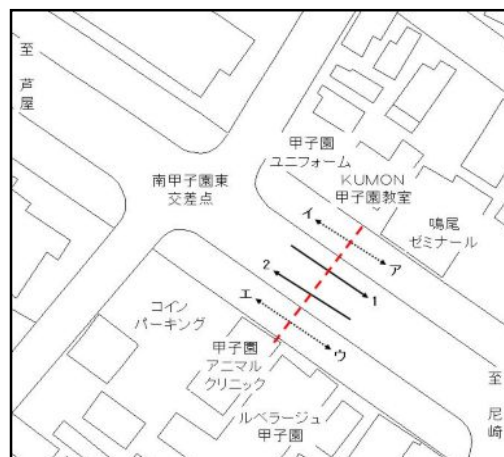 至
芦
屋
甲子園
ユニフォーム
南甲子園東
交差点
KUMON
甲子園教室
鳴尾
ゼミナール
イ
ア
2
1
エ
ウ
コイン
パーキング
甲子園
アニマル
クリニック
ルベラージュ
甲子園
至
尼
崎